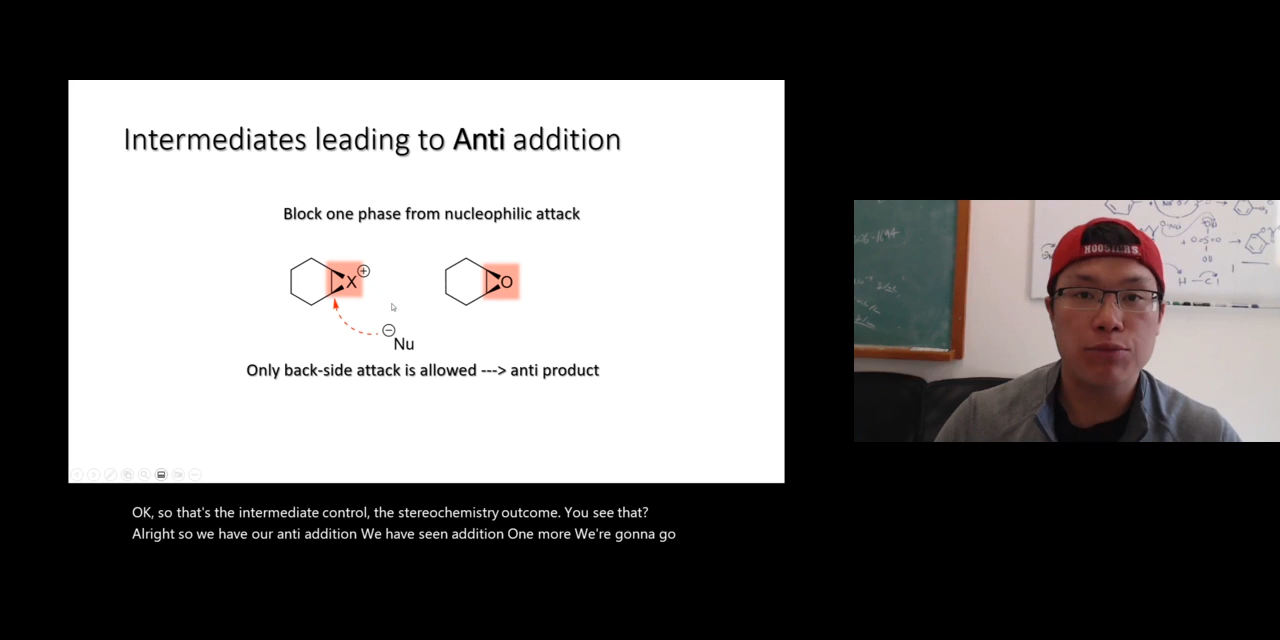 Intermediates leading to Anti addition
Block one phase from nucleophilic attack
X
O
Nu
Only back-side attack is allowed ---> anti product
OK, so that's the intermediate control, the stereochemistry outcome. You see that?
Alright so we have our anti addition We have seen addition One more We're gonna go
HOOSIERS